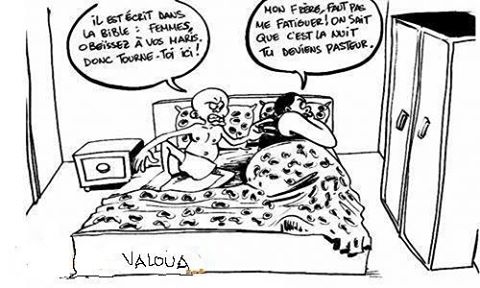 IL EST ÉCRIT DANS
LA BIBLE : FEMMES,
OBÉISSEZ À VOS MARIS.
DONC TOURNE-TOI ICI !
MON FRÈRE, FAUT PAS
ME FATIGUER ! ON SAIT
QUE C'EST LA NUIT
TU DEVIENS PASTEUR.
VALOUA